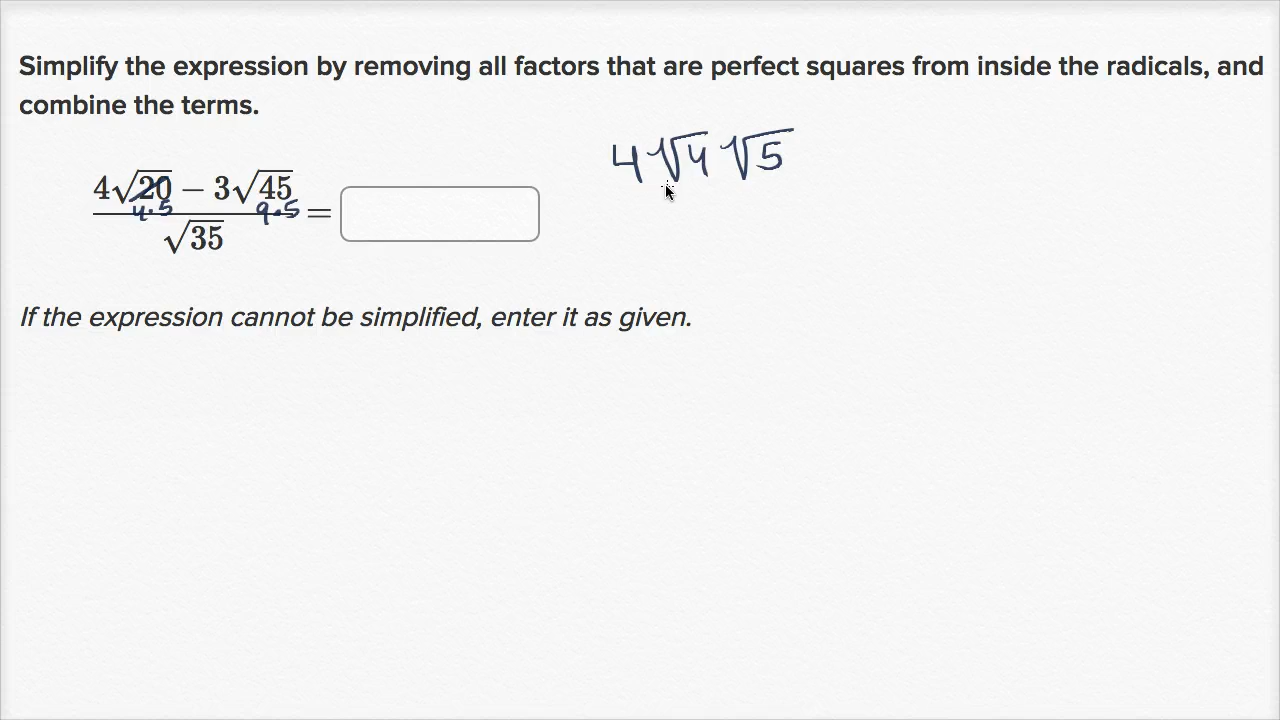 Simplify the expression by removing all factors that are perfect squares from inside the radicals, and
combine the terms.
4√4 √5
4√20 − 3√45
4·5 9·5
=
√35
If the expression cannot be simplified, enter it as given.